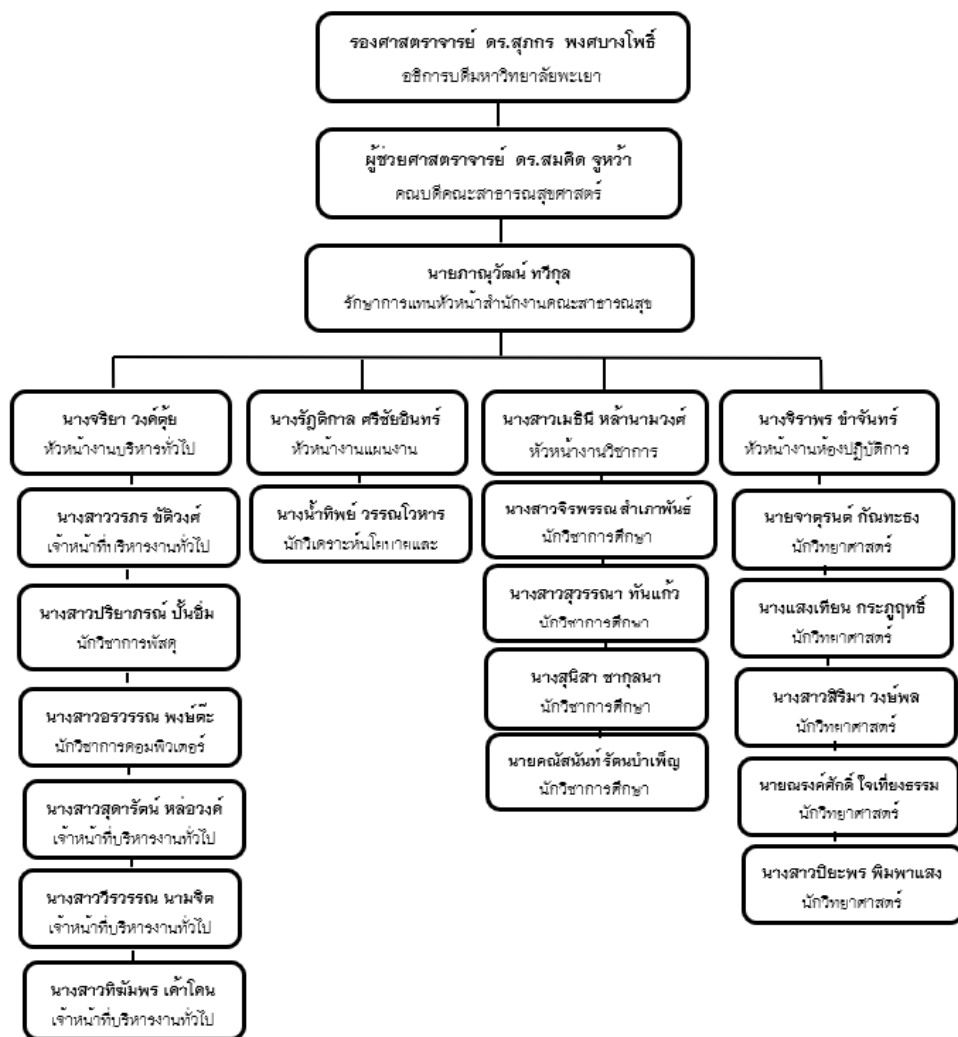 รองศาสตราจารย์ ดร.สุภกร พงศบางโพธิ์
อธิการบดีมหาวิทยาลัยพะเยา
ผู้ช่วยศาสตราจารย์ ดร.สมคิด จูหว้า
คณบดีคณะสาธารณสุขศาสตร์
นายภาณุวัฒน์ ทวีกุล
รักษาการแทนหัวหน้าสำนักงานคณะสาธารณสุข
นางจริยา วงค์ตุ้ย
หัวหน้างานบริหารทั่วไป
นางสาววรภร ขัติวงศ์
เจ้าหน้าที่บริหารงานทั่วไป
นางสาวปริยาภรณ์ ปั้นอิ่ม
นักวิชาการพัสดุ
นางสาวอรวรรณ พงษ์ต๊ะ
นักวิชาการคอมพิวเตอร์
นางสาวสุดารัตน์ หล่อวงค์
เจ้าหน้าที่บริหารงานทั่วไป
นางสาววีรวรรณ นามจิต
เจ้าหน้าที่บริหารงานทั่วไป
นางสาวทิฆัมพร เค้าโคน
เจ้าหน้าที่บริหารงานทั่วไป
นางรัฎติกาล ศรีชัยอินทร์
หัวหน้างานแผนงาน
นางน้ำทิพย์ วรรณโวหาร
นักวิเคราะห์นโยบายและ
นางสาวเมธินี หล้านามวงศ์
หัวหน้างานวิชาการ
นางสาวจิรพรรณ สำเภาพันธ์
นักวิชาการศึกษา
นางสาวสุวรรณา ทันแก้ว
นักวิชาการศึกษา
นางสุนิสา ชากุลนา
นักวิชาการศึกษา
นายคณัสนันท์ รัตนบำเพ็ญ
นักวิชาการศึกษา
นางจิราพร ขำจันทร์
หัวหน้างานห้องปฏิบัติการ
นายจาตุรนต์ กัณทะธง
นักวิทยาศาสตร์
นางแสงเทียน กระภูฤทธิ์
นักวิทยาศาสตร์
นางสาวสิริมา วงษ์พล
นักวิทยาศาสตร์
นายณรงค์ศักดิ์ ใจเที่ยงธรรม
นักวิทยาศาสตร์
นางสาวปิยะพร พิมพาแสง
นักวิทยาศาสตร์